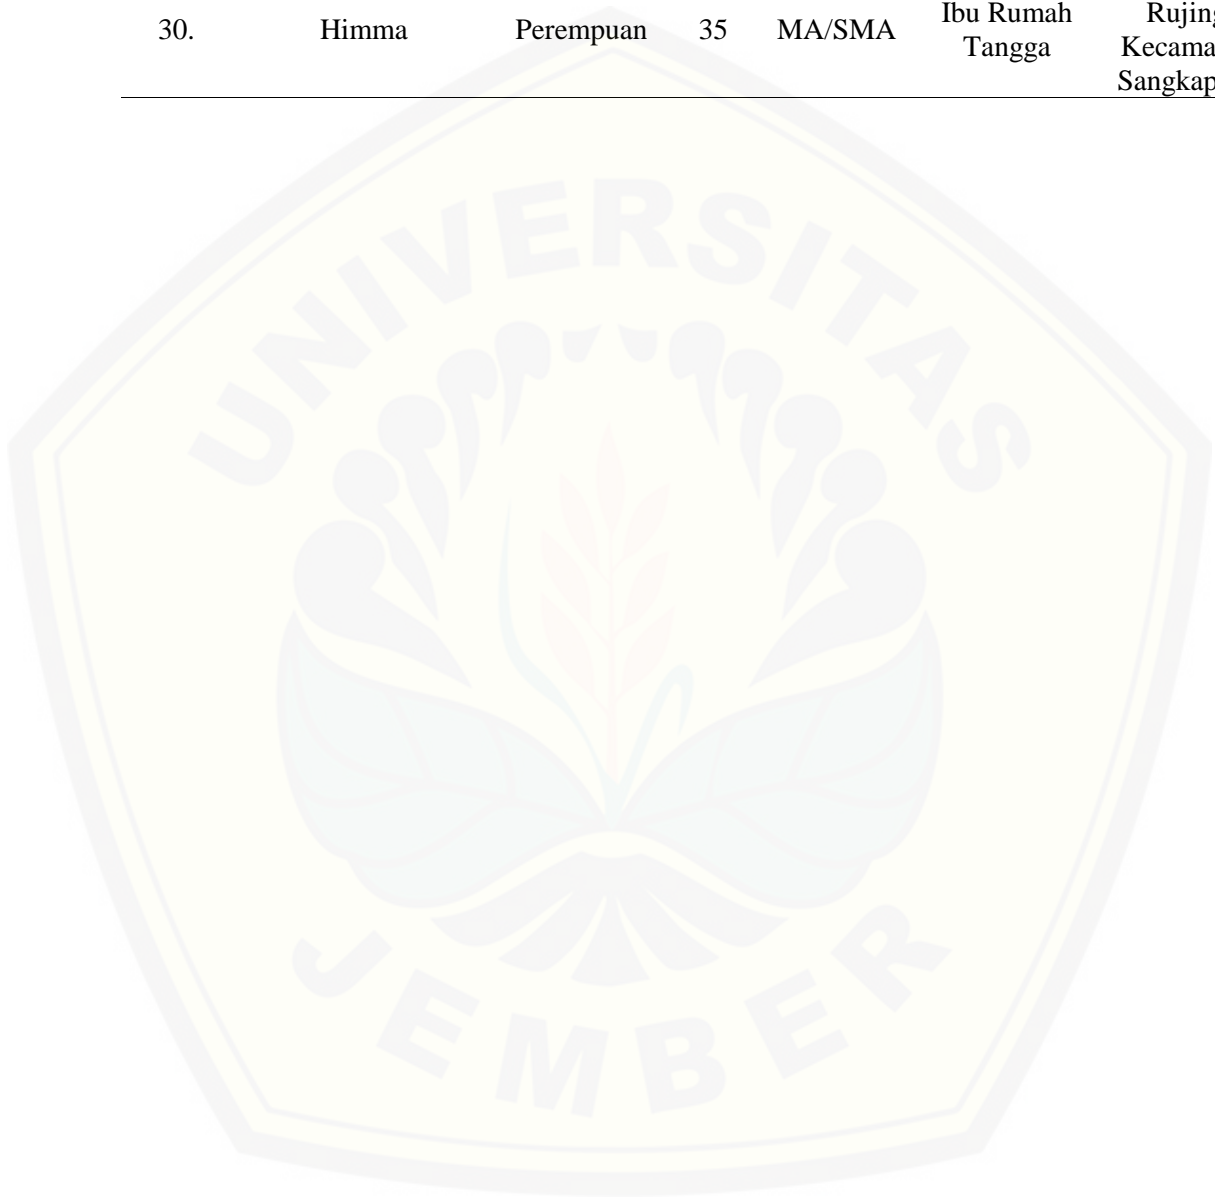 30. Himma Perempuan 35 MA/SMA Ibu Rumah
Tangga Rujing
Kecama
Sangkap
UNIVERSITAS
JEMBER